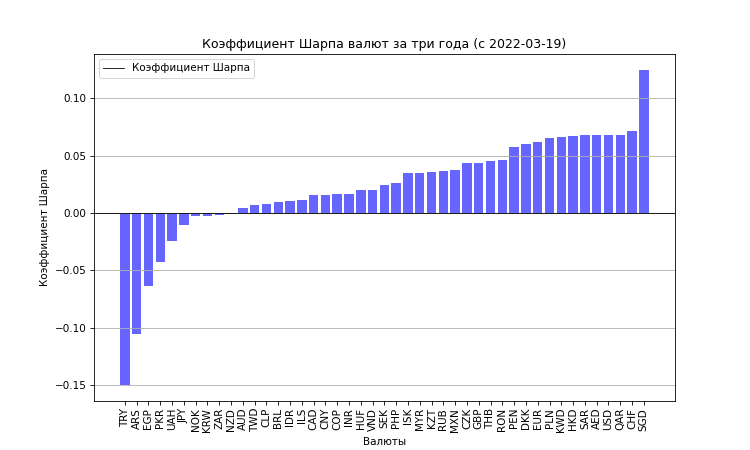 Коэффициент Шарпа валют за три года (с 2022-03-19)
Коэффициент Шарпа
0.10
0.05
0.00
−0.05
−0.10
−0.15
Коэффициент Шарпа
TRY
ARS
EGP
PKR
UAH
JPY
NOK
KRW
ZAR
NZD
AUD
TWD
CLP
BRL
IDR
ILS
CAD
CNY
COP
INR
HUF
VND
SEK
PHP
ISK
MYR
KZT
RUB
MXN
CZK
GBP
THB
RON
PEN
DKK
EUR
PLN
KWD
HKD
SAR
AED
USD
QAR
CHF
SGD
Валюты